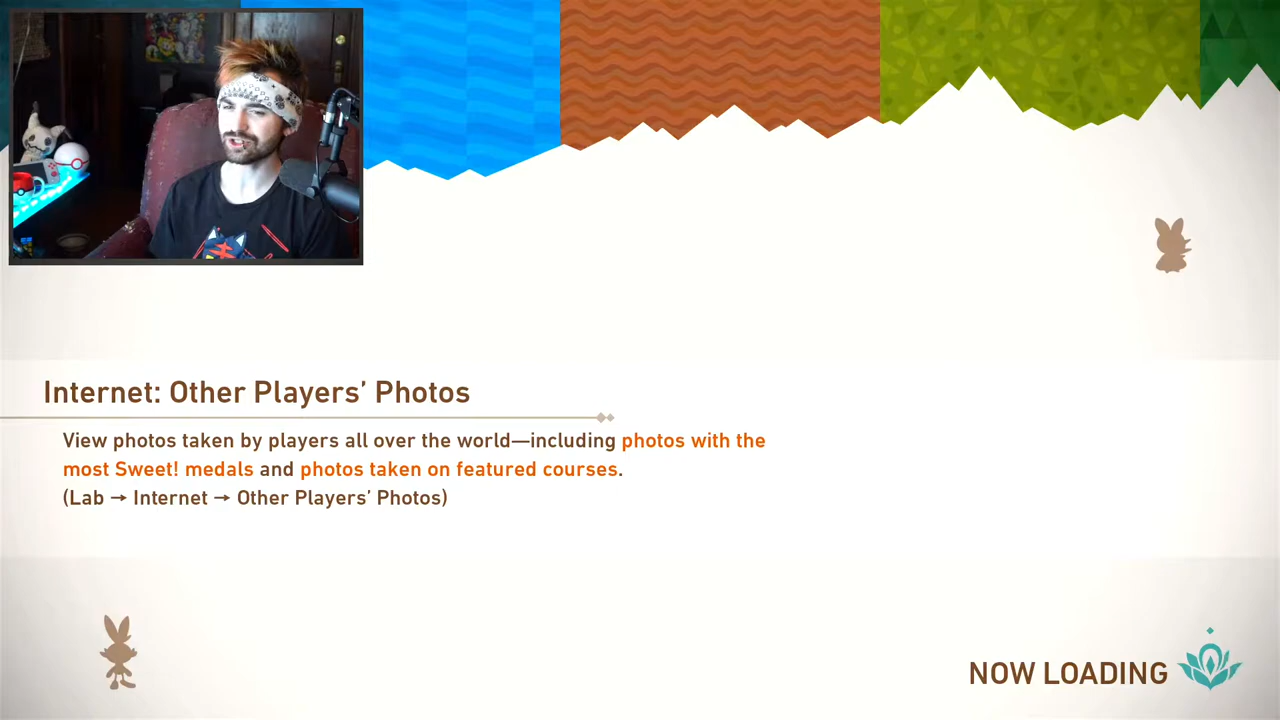 Internet: Other Players’ Photos
View photos taken by players all over the world—including photos with the
most Sweet! medals and photos taken on featured courses.
(Lab → Internet → Other Players’ Photos)
NOW LOADING